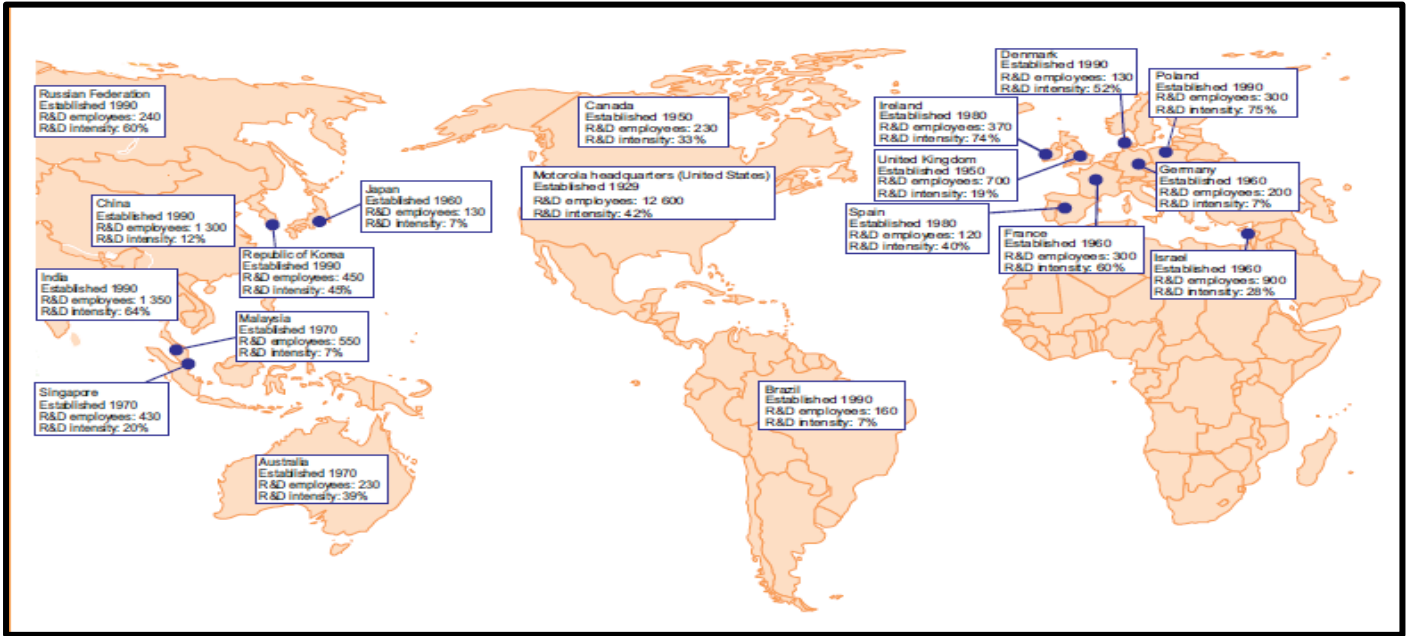 Russian Federation
Established 1990
R&D employees: 240
R&D intensity: 60%
China
Established 1990
R&D employees: 1 300
R&D intensity: 12%
Japan
Established 1960
R&D employees: 130
R&D intensity: 7%
Republic of Korea
Established 1990
R&D employees: 450
R&D intensity: 45%
India
Established 1990
R&D employees: 1 350
R&D intensity: 64%
Malaysia
Established 1970
R&D employees: 550
R&D intensity: 7%
Singapore
Established 1970
R&D employees: 430
R&D intensity: 20%
Australia
Established 1970
R&D employees: 230
R&D intensity: 39%
Canada
Established 1950
R&D employees: 230
R&D intensity: 33%
Motorola headquarters (United States)
Established 1929
R&D employees: 12 600
R&D intensity: 42%
Brazil
Established 1990
R&D employees: 160
R&D intensity: 7%
Denmark
Established 1990
R&D employees: 130
R&D intensity: 52%
Poland
Established 1990
R&D employees: 300
R&D intensity: 75%
Ireland
Established 1980
R&D employees: 370
R&D intensity: 74%
United Kingdom
Established 1950
R&D employees: 700
R&D intensity: 19%
Germany
Established 1960
R&D employees: 200
R&D intensity: 7%
Spain
Established 1980
R&D employees: 120
R&D intensity: 40%
France
Established 1960
R&D employees: 300
R&D intensity: 60%
Israel
Established 1960
R&D employees: 900
R&D intensity: 28%